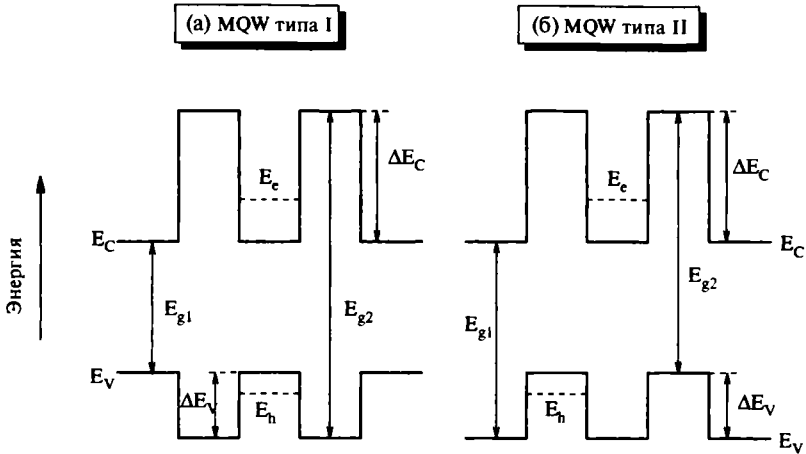 (а) MQW типа I
(б) MQW типа II
Энергия
E_C
E_V
E_g1
ΔE_V
E_e
E_h
E_g2
ΔE_C
E_g1
E_e
E_h
E_g2
ΔE_C
E_C
ΔE_V
E_V